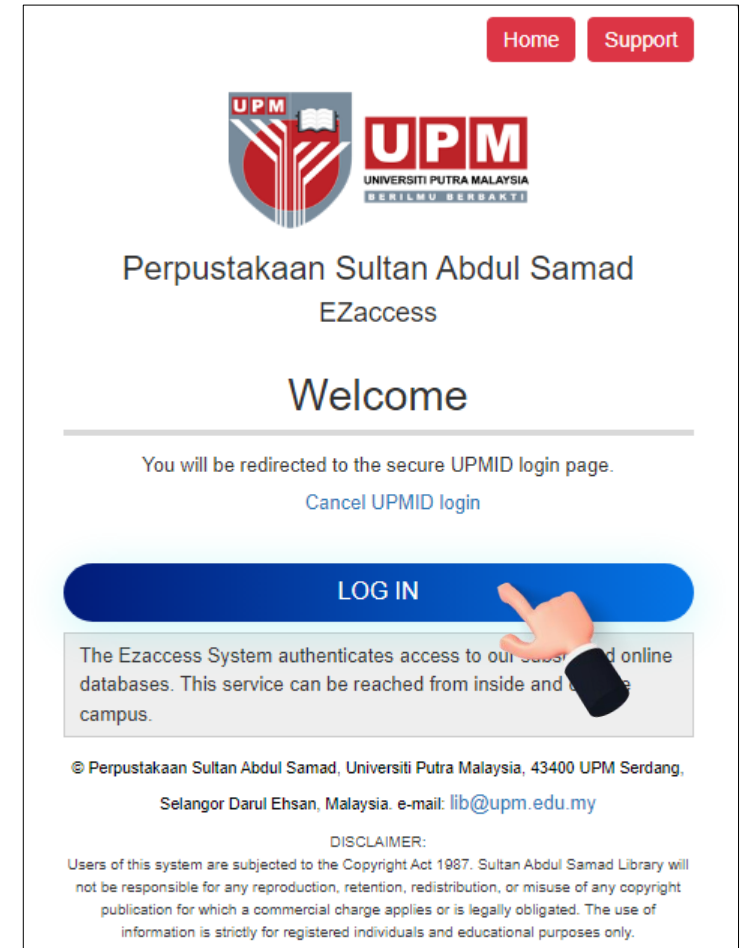 Home Support
UPM
UPM
UNIVERSITI PUTRA MALAYSIA
BERILMU BERBAKTI
Perpustakaan Sultan Abdul Samad
EZaccess
Welcome
You will be redirected to the secure UPMID login page.
Cancel UPMID login
LOG IN
The Ezaccess System authenticates access to our online
databases. This service can be reached from inside and
campus.
© Perpustakaan Sultan Abdul Samad, Universiti Putra Malaysia, 43400 UPM Serdang,
Selangor Darul Ehsan, Malaysia. e-mail: lib@upm.edu.my
DISCLAIMER:
Users of this system are subjected to the Copyright Act 1987. Sultan Abdul Samad Library will
not be responsible for any reproduction, retention, redistribution, or misuse of any copyright
publication for which a commercial charge applies or is legally obligated. The use of
information is strictly for registered individuals and educational purposes only.